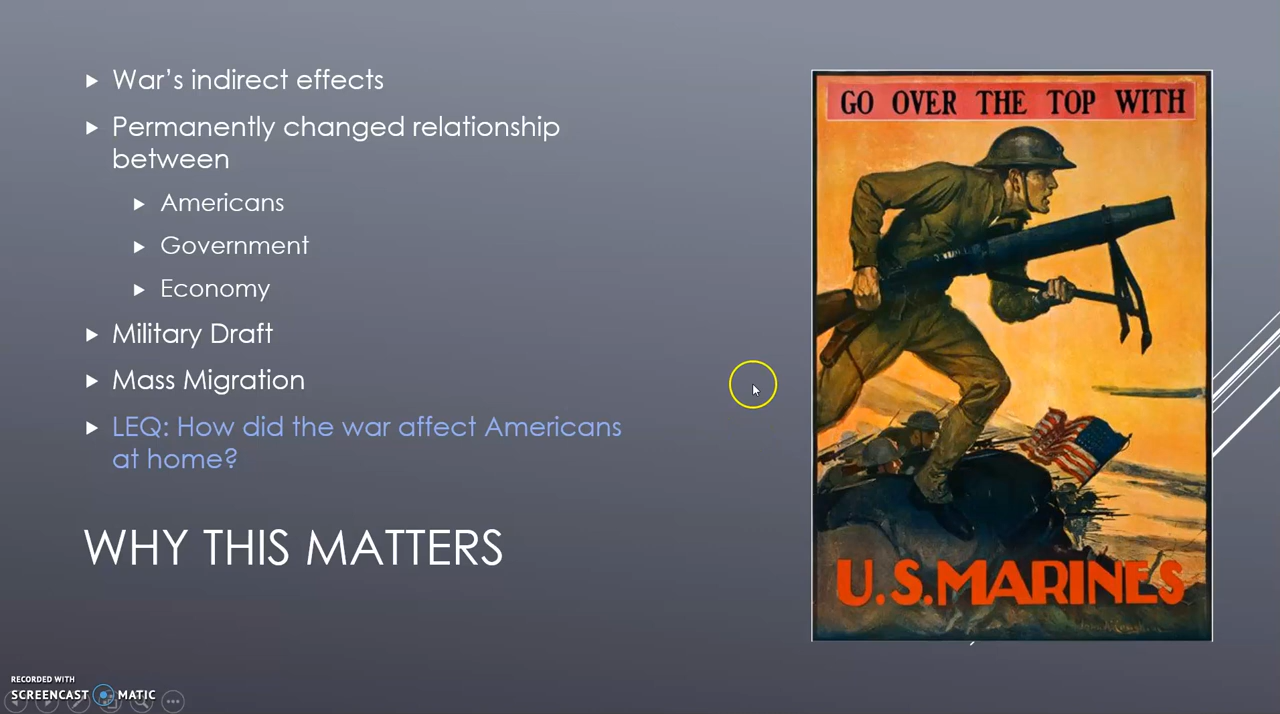 War's indirect effects
Permanently changed relationship
between
Americans
Government
Economy
Military Draft
Mass Migration
LEQ: How did the war affect Americans
at home?
WHY THIS MATTERS
GO OVER THE TOP WITH
U.S.MARINES
RECORDED WITH
SCREENCAST MATIC